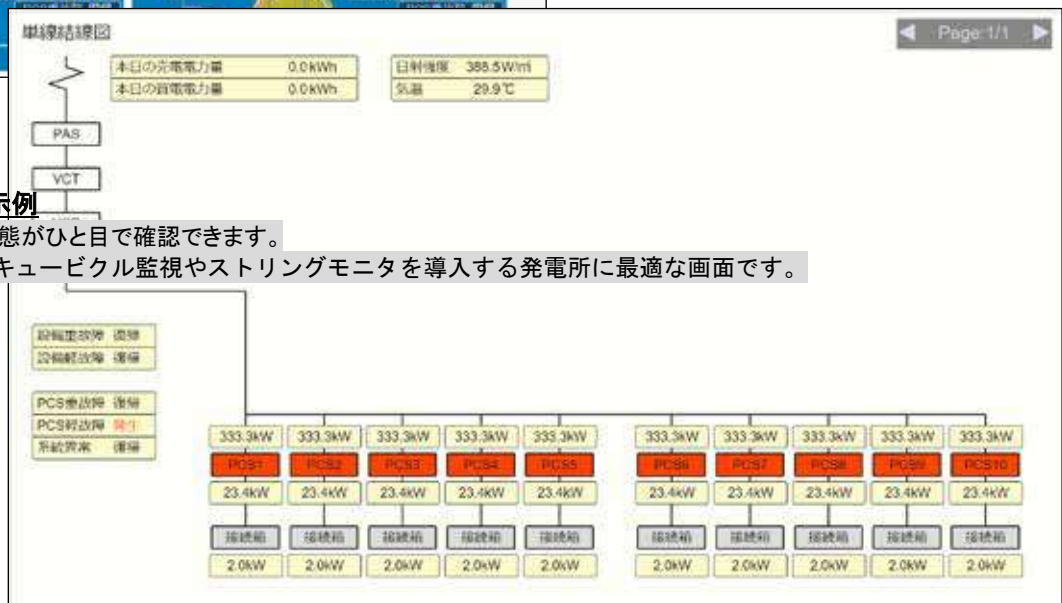 単線結線図
Page:1/1
本日の売電電力量 0.0kWh
本日の買電電力量 0.0kWh
日射強度 388.5W/㎡
気温 29.9℃
PAS
VCT
示例
態がひと目で確認できます。
キュービクル監視やストリングモニタを導入する発電所に最適な画面です。
設備重故障 復帰
設備軽故障 復帰
PCS重故障 復帰
PCS軽故障 発生
系統異常 復帰
333.3kW 333.3kW 333.3kW 333.3kW 333.3kW 333.3kW 333.3kW 333.3kW 333.3kW 333.3kW
PCS1 PCS2 PCS3 PCS4 PCS5 PCS6 PCS7 PCS8 PCS9 PCS10
23.4kW 23.4kW 23.4kW 23.4kW 23.4kW 23.4kW 23.4kW 23.4kW 23.4kW 23.4kW
接続箱 接続箱 接続箱 接続箱 接続箱 接続箱 接続箱 接続箱 接続箱 接続箱
2.0kW 2.0kW 2.0kW 2.0kW 2.0kW 2.0kW 2.0kW 2.0kW 2.0kW 2.0kW